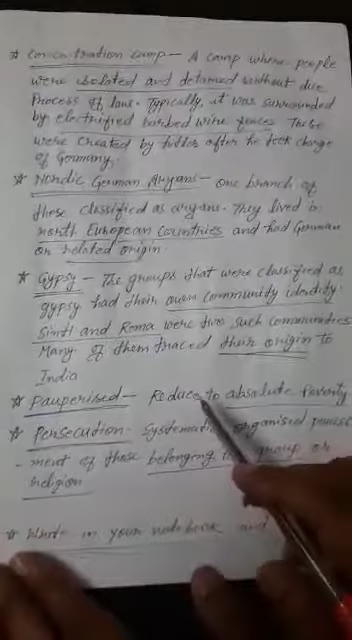 * Concentration camp - A camp where people
were isolated and detained without due
Process of law. Typically, it was surrounded
by electrified barbed wire fences. These
were created by after he took charge
of Germany.
* Nordic German Aryans - One branch of
those classified as aryans. They lived in
north European Countries and had German
or related origin.
* Gypsy - The groups that were classified as
gypsy had their own community identity.
Sinti and Roma were two such communities
Many of them traced their origin to
India
* Pauperised - Reduce to absolute Poverty
* Persecution - Systematic organised
- ment of those belonging to group or
religion
* Write in your notebook and